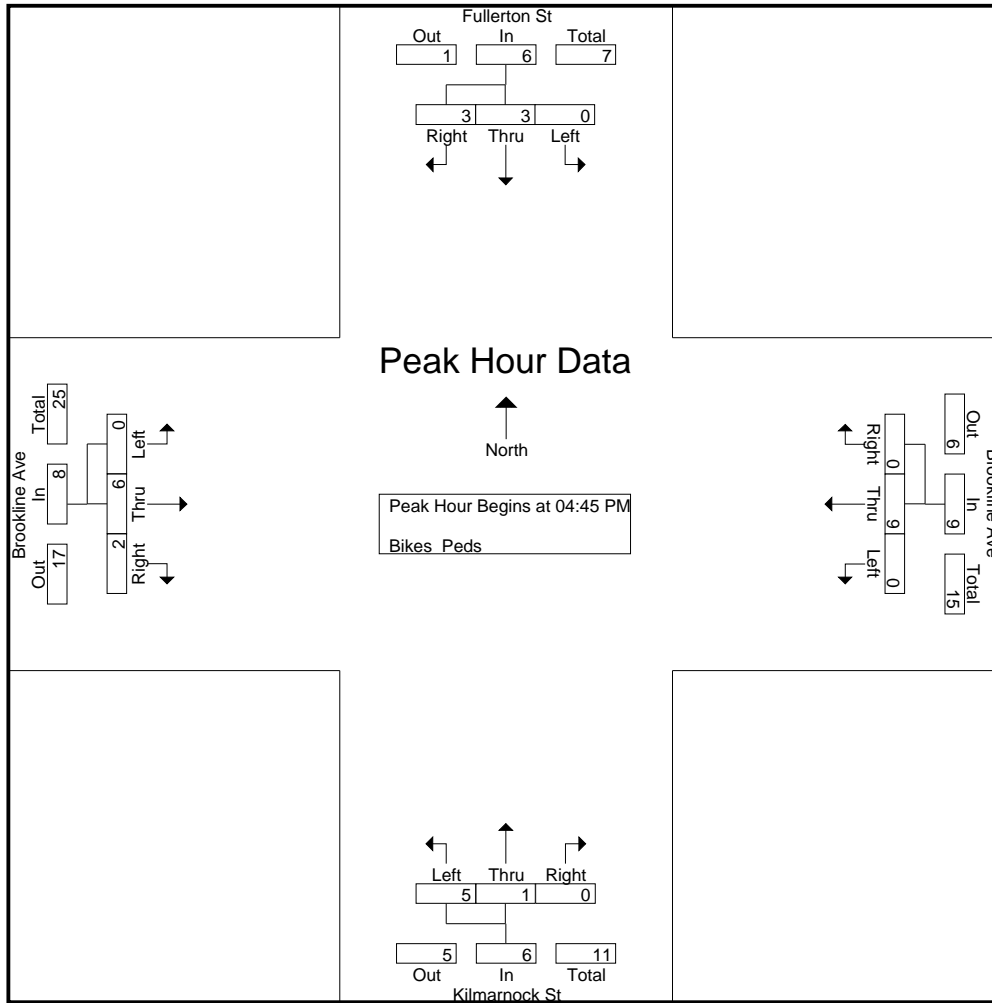 Fullerton St
Out In Total
1 6 7
3 3 0
Right Thru Left
Peak Hour Data
North
Peak Hour Begins at 04:45 PM
Bikes Peds
Brookline Ave
Total In Out
25 8 17
0 6 2
Left Thru Right
Brookline Ave
Out In Total
6 9 15
0 9 0
Right Thru Left
Left Thru Right
5 1 0
5 6 11
Out In Total
Kilmarnock St